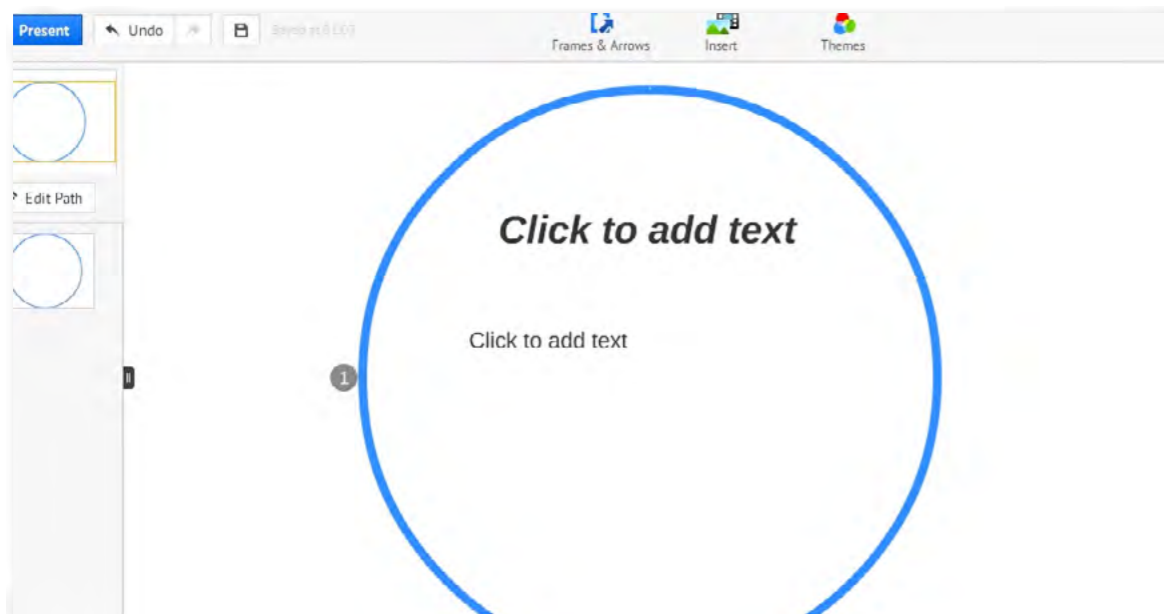 Present
Undo
Frames & Arrows
Insert
Themes
Edit Path
Click to add text
Click to add text
1